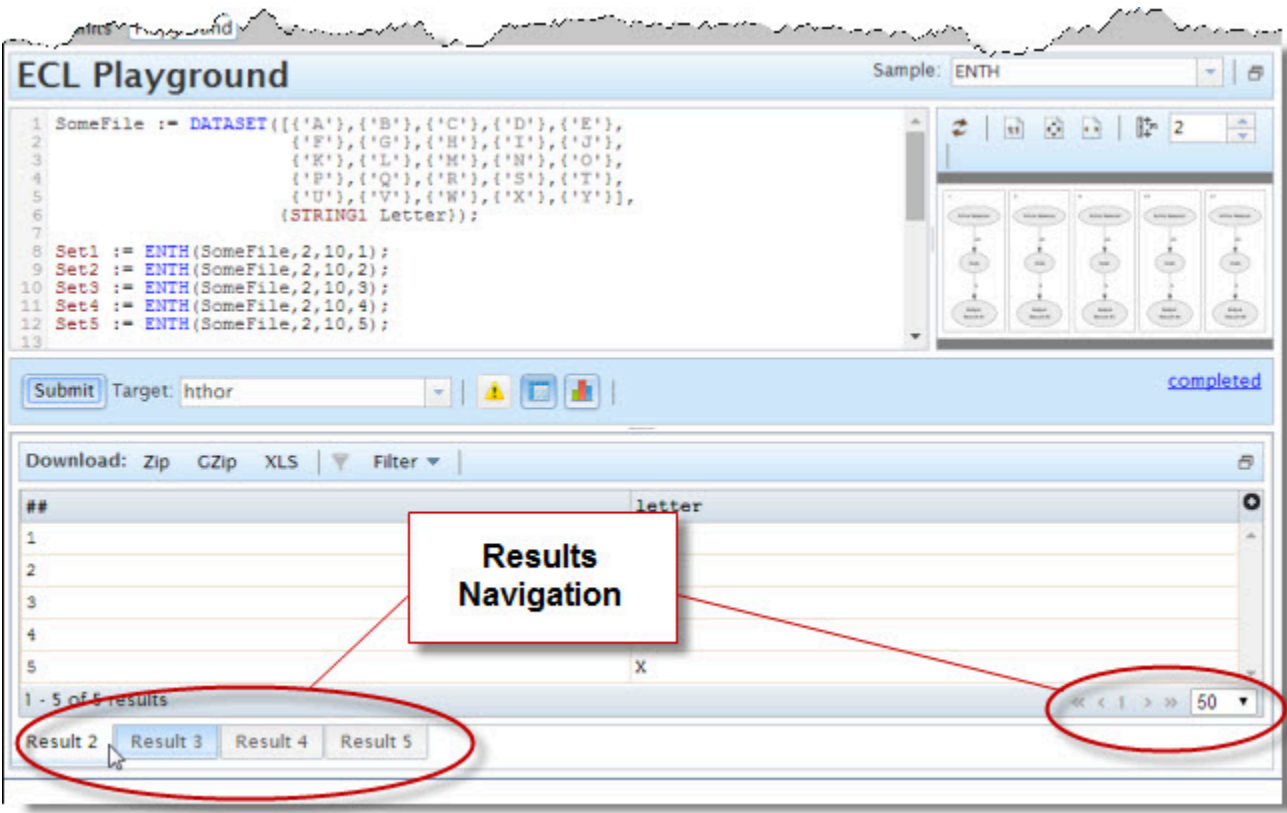 ECL Playground
Sample: ENTH
1 SomeFile := DATASET([{'A'},{'B'},{'C'},{'D'},{'E'},
2 {'F'},{'G'},{'H'},{'I'},{'J'},
3 {'K'},{'L'},{'M'},{'N'},{'O'},
4 {'P'},{'Q'},{'R'},{'S'},{'T'},
5 {'U'},{'V'},{'W'},{'X'},{'Y'}],
6 {STRING1 Letter});
7
8 Set1 := ENTH(SomeFile,2,10,1);
9 Set2 := ENTH(SomeFile,2,10,2);
10 Set3 := ENTH(SomeFile,2,10,3);
11 Set4 := ENTH(SomeFile,2,10,4);
12 Set5 := ENTH(SomeFile,2,10,5);
13
2
Submit Target: hthor
completed
Download: Zip GZip XLS Filter
## letter
1
2
3
4
5 X
Results
Navigation
1 - 5 of 5 results
« < 1 > » 50
Result 2 Result 3 Result 4 Result 5